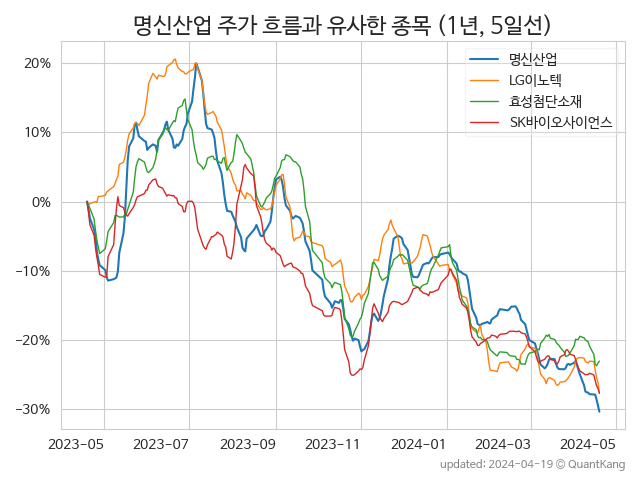 명신산업 주가 흐름과 유사한 종목 (1년, 5일선)
명신산업
LG이노텍
효성첨단소재
SK바이오사이언스
20%
10%
0%
−10%
−20%
−30%
2023-05 2023-07 2023-09 2023-11 2024-01 2024-03 2024-05
updated: 2024-04-19 © QuantKang